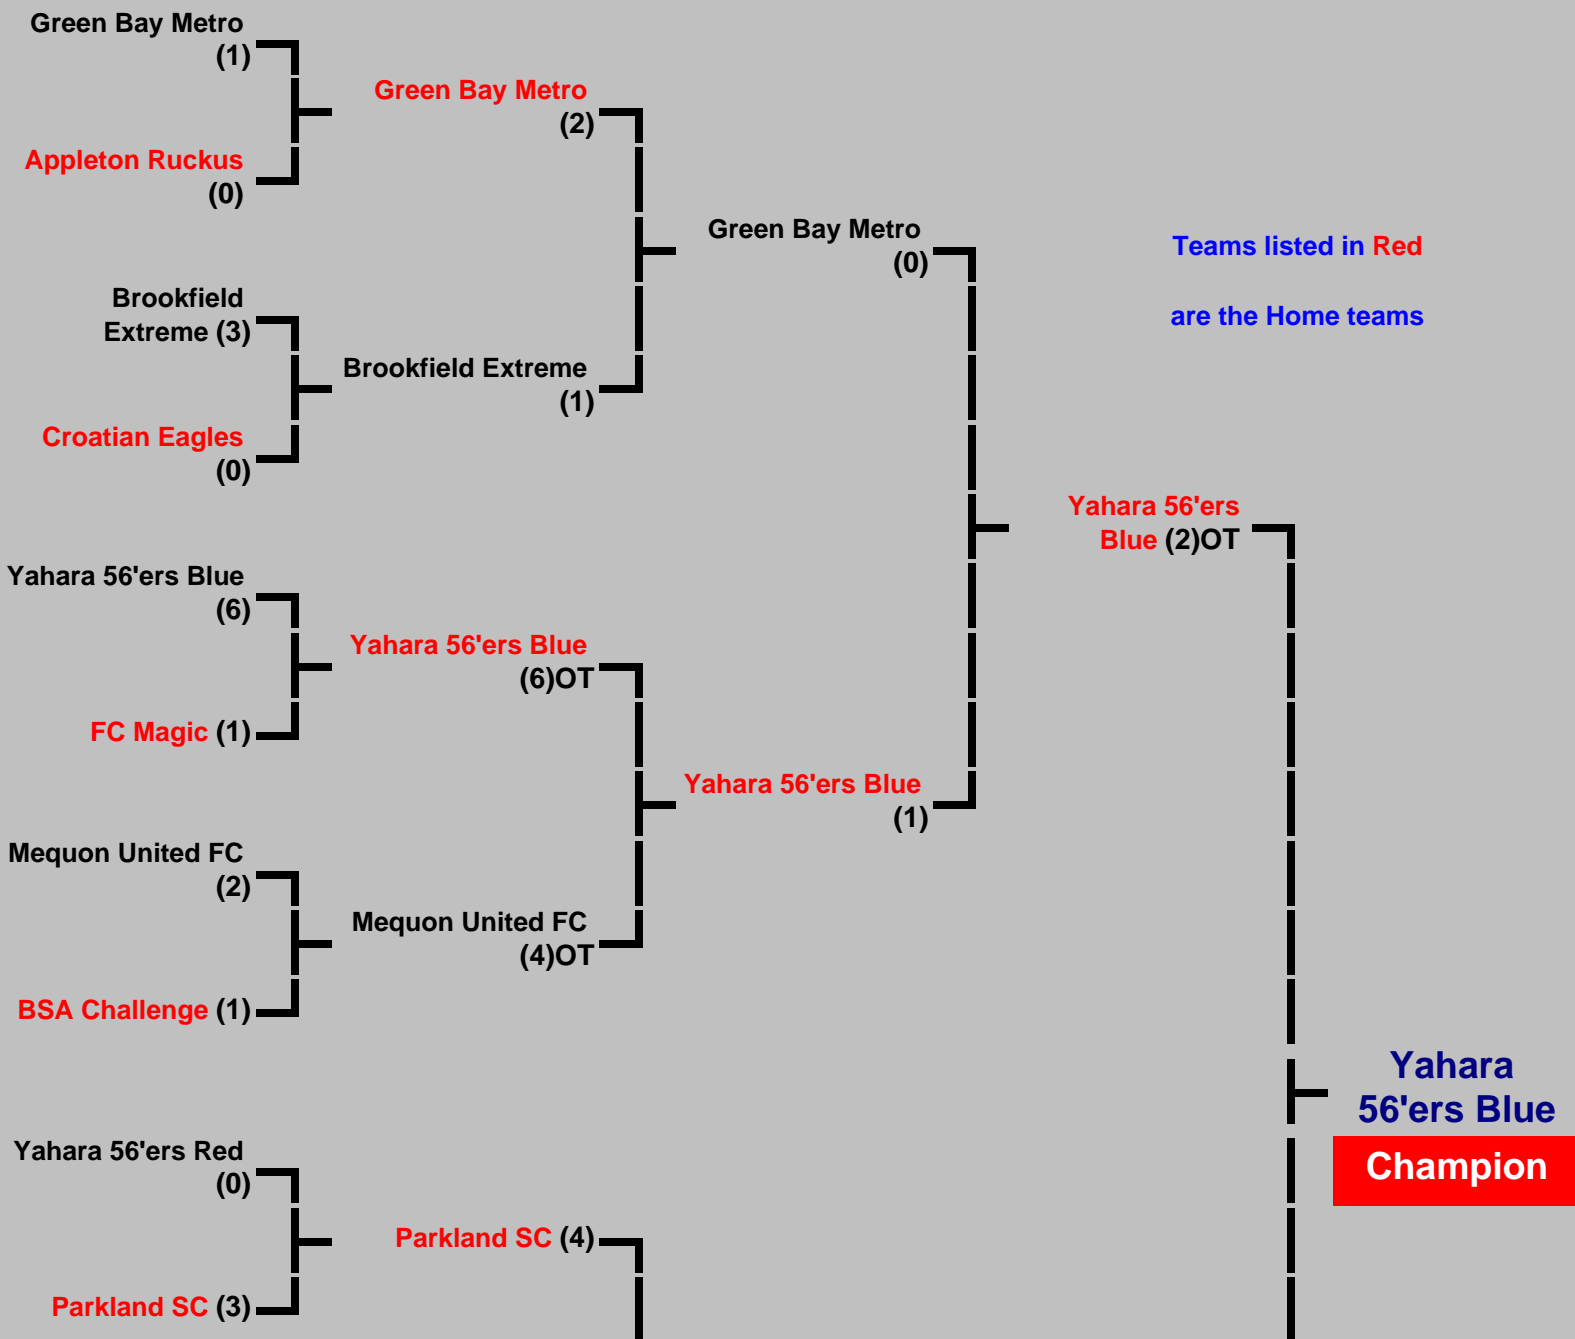 Green Bay Metro
(1)
Appleton Ruckus
(0)
Brookfield
Extreme (3)
Croatian Eagles
(0)
Yahara 56'ers Blue
(6)
FC Magic (1)
Mequon United FC
(2)
BSA Challenge (1)
Yahara 56'ers Red
(0)
Parkland SC (3)
Green Bay Metro
(2)
Brookfield Extreme
(1)
Yahara 56'ers Blue
(6)OT
Mequon United FC
(4)OT
Parkland SC (4)
Green Bay Metro
(0)
Yahara 56'ers Blue
(1)
Teams listed in Red
are the Home teams
Yahara 56'ers
Blue (2)OT
Yahara
56'ers Blue
Champion